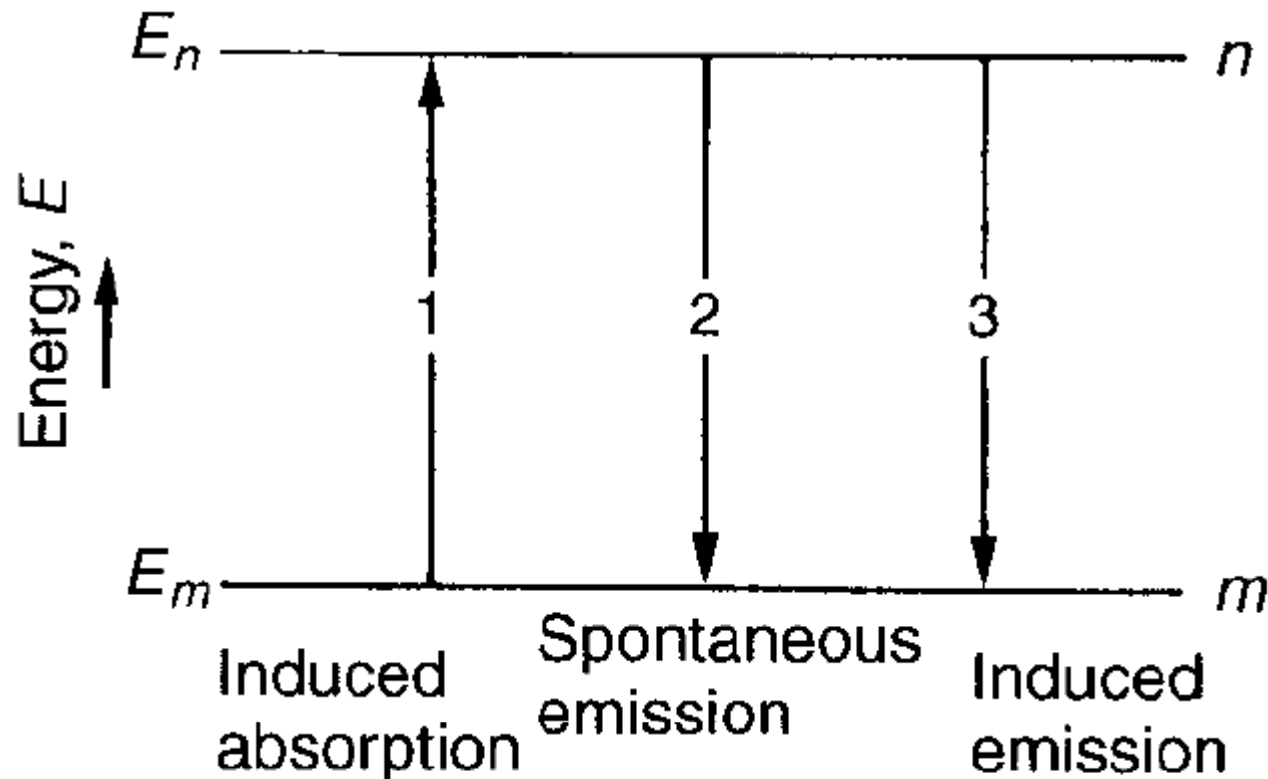 E_n
n
Energy, E
1
2
3
E_m
m
Induced
absorption
Spontaneous
emission
Induced
emission